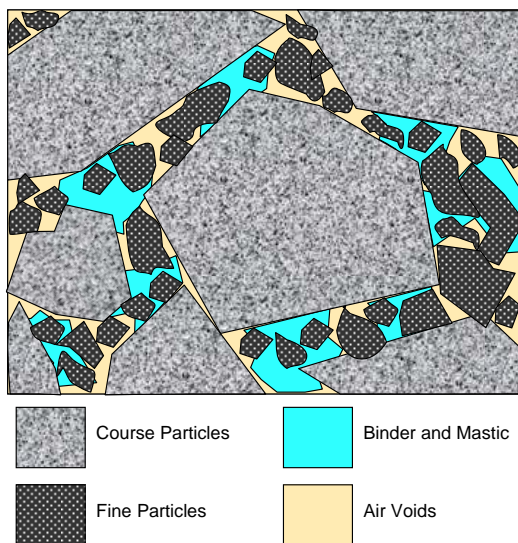 Course Particles
Binder and Mastic
Fine Particles
Air Voids